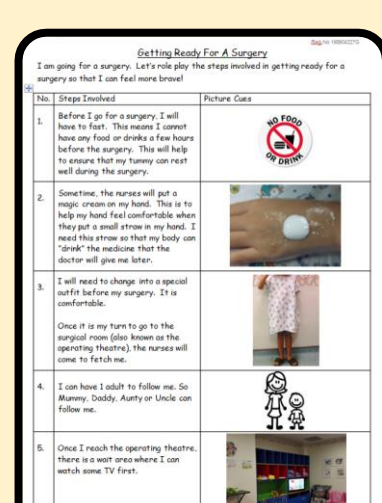 Getting Ready For A Surgery
I am going for a surgery. Let's role play the steps involved in getting ready for a
surgery so that I can feel more brave!
No. Steps Involved Picture Cues
1. Before I go for a surgery, I will
have to fast. This means I cannot
have any food or drinks a few hours
before the surgery. This will help
to ensure that my tummy can rest
well during the surgery.
NO FOOD
OR DRINK
2. Sometime, the nurses will put a
magic cream on my hand. This is to
help my hand feel comfortable when
they put a small straw in my hand. I
need this straw so that my body can
"drink" the medicine that the
doctor will give me later.
3. I will need to change into a special
outfit before my surgery. It is
comfortable.
Once it is my turn to go to the
surgical room (also known as the
operating theatre), the nurses will
come to fetch me.
4. I can have 1 adult to follow me. So
Mummy, Daddy, Aunty or Uncle can
follow me.
5. Once I reach the operating theatre,
there is a wait area where I can
watch some TV first.